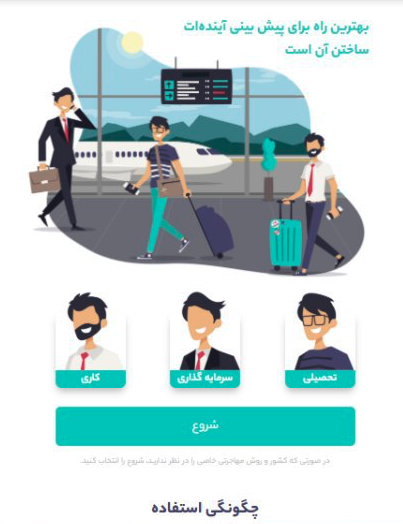 بهترین راه برای پیش بینی آینده‌ات
ساختن آن است
تحصیلی
سرمایه گذاری
کاری
شروع
در صورتی که کشور و روش مهاجرتی خاصی را در نظر ندارید، شروع را انتخاب کنید.
چگونگی استفاده